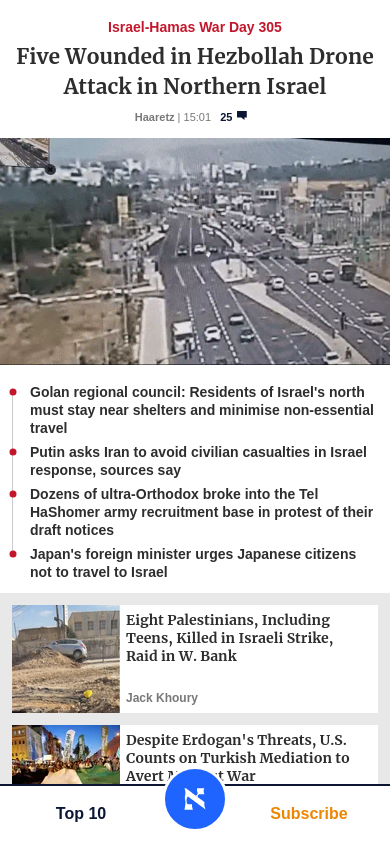 Israel-Hamas War Day 305
Five Wounded in Hezbollah Drone
Attack in Northern Israel
Haaretz | 15:01 25
Golan regional council: Residents of Israel's north
must stay near shelters and minimise non-essential
travel
Putin asks Iran to avoid civilian casualties in Israel
response, sources say
Dozens of ultra-Orthodox broke into the Tel
HaShomer army recruitment base in protest of their
draft notices
Japan's foreign minister urges Japanese citizens
not to travel to Israel
Eight Palestinians, Including
Teens, Killed in Israeli Strike,
Raid in W. Bank
Jack Khoury
Despite Erdogan's Threats, U.S.
Counts on Turkish Mediation to
Avert War
Top 10
Subscribe